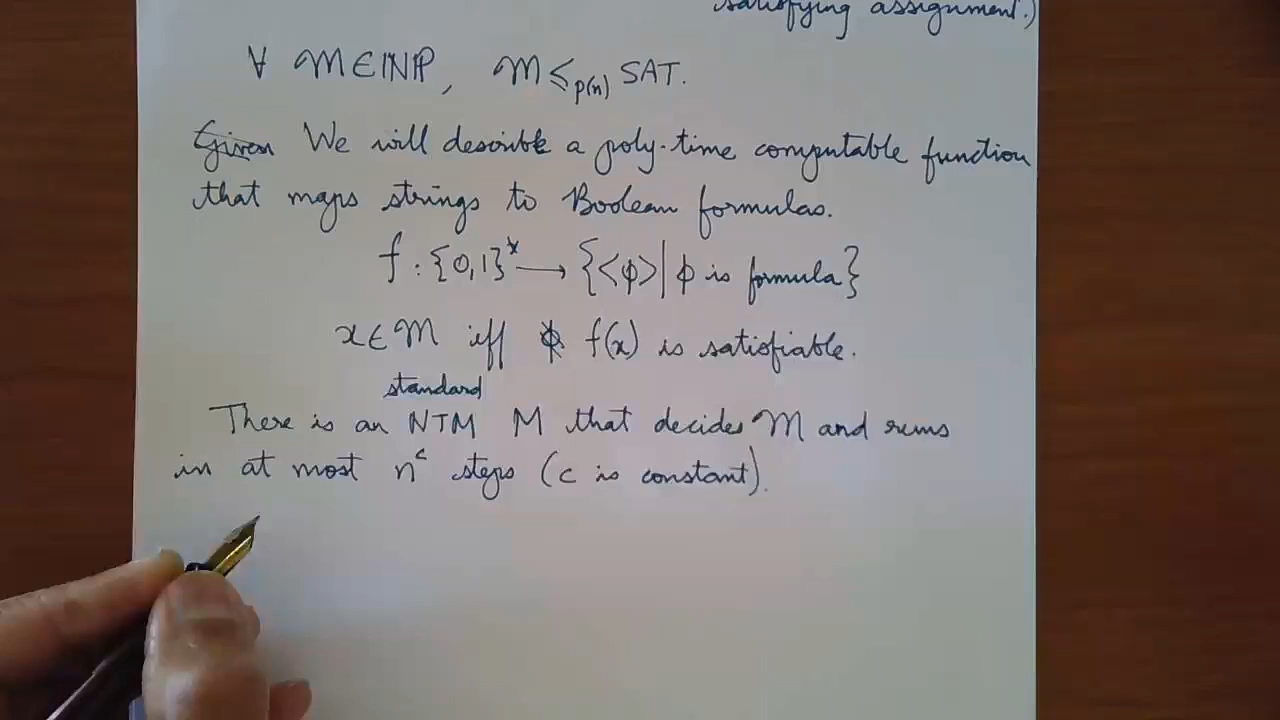 satisfying assignment.)
∀ M∈NP, M ≤p(n) SAT.
Given We will describe a poly-time computable function
that maps strings to Boolean formulas.
f : {0,1}* → {<φ>| φ is formula}
x ∈ M iff φ f(x) is satisfiable.
standard
There is an NTM M that decides M and runs
in at most n^c steps (c is constant).